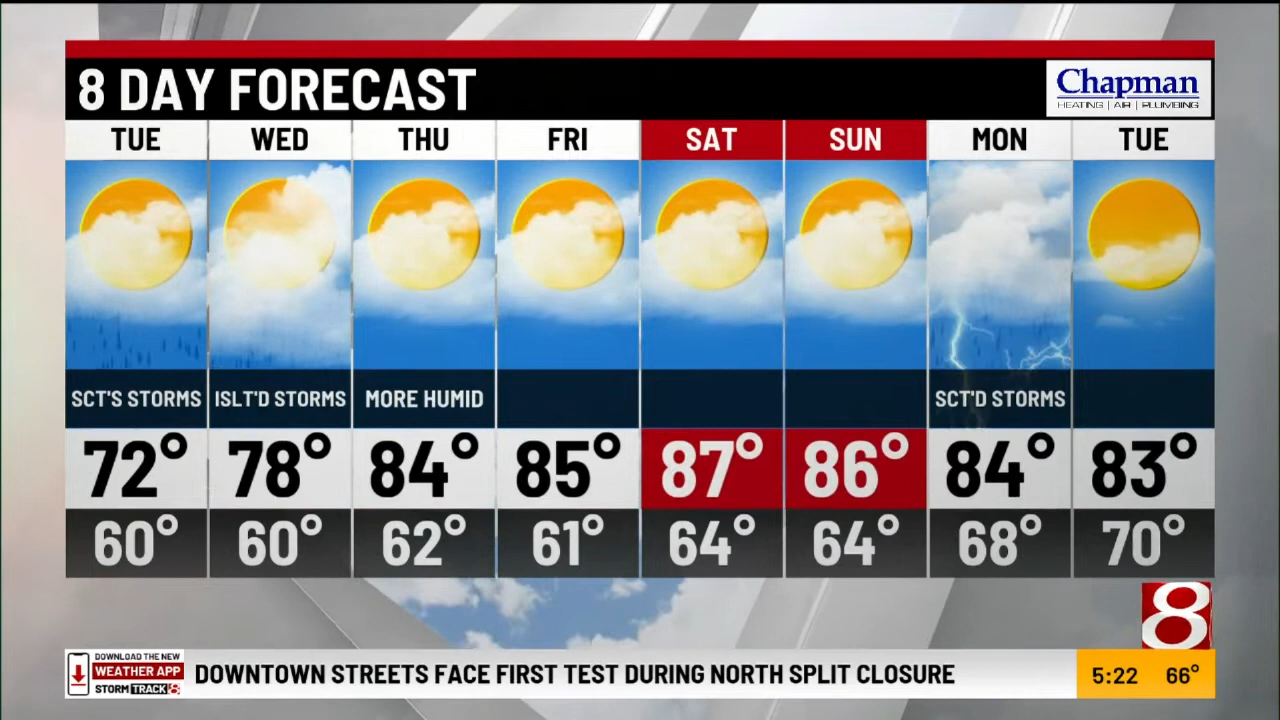 8 DAY FORECAST
Chapman
HEATING | AIR | PLUMBING
TUE WED THU FRI SAT SUN MON TUE
SCT'S STORMS ISLT'D STORMS MORE HUMID SCT'D STORMS
72° 78° 84° 85° 87° 86° 84° 83°
60° 60° 62° 61° 64° 64° 68° 70°
8
DOWNLOAD THE NEW
WEATHER APP
STORM TRACK 8
DOWNTOWN STREETS FACE FIRST TEST DURING NORTH SPLIT CLOSURE
5:22 66°